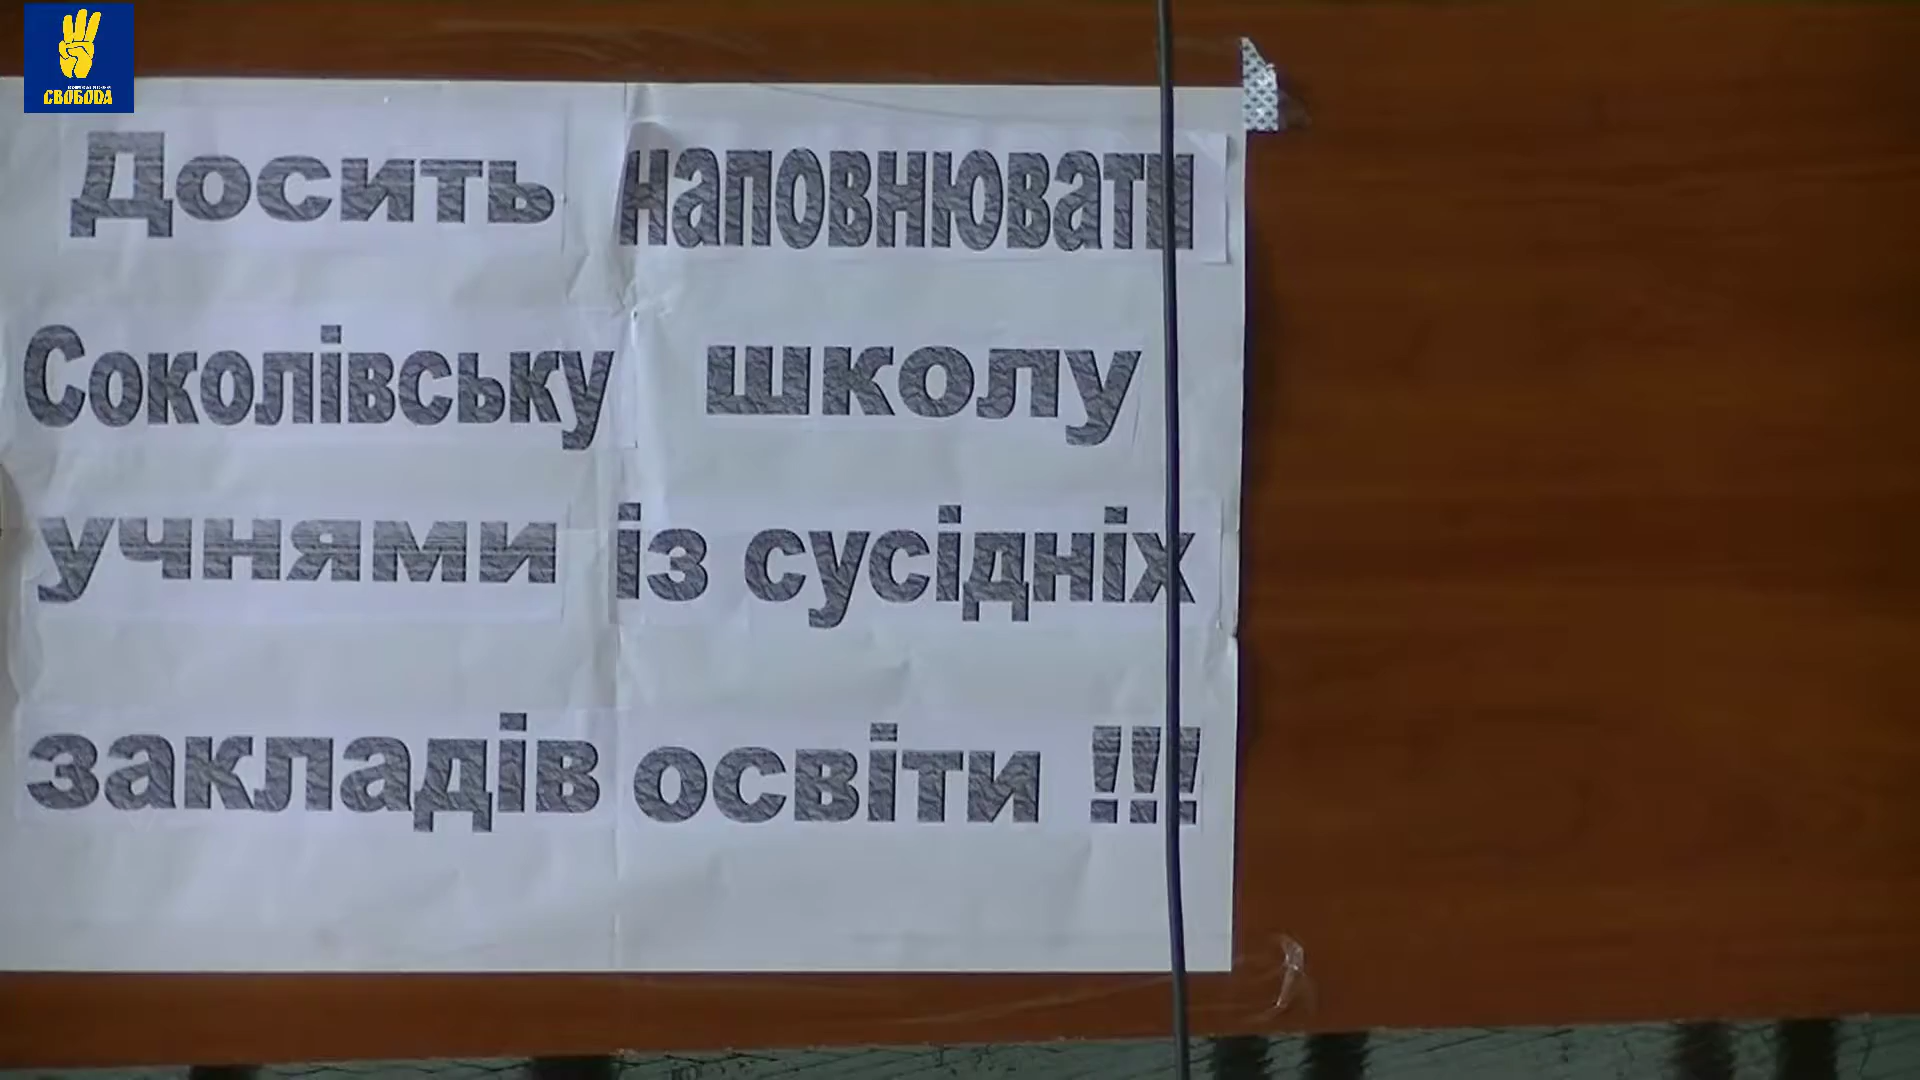 СВОБОДА
Досить наповнювати
Соколівську школу
учнями із сусідніх
закладів освіти !!!